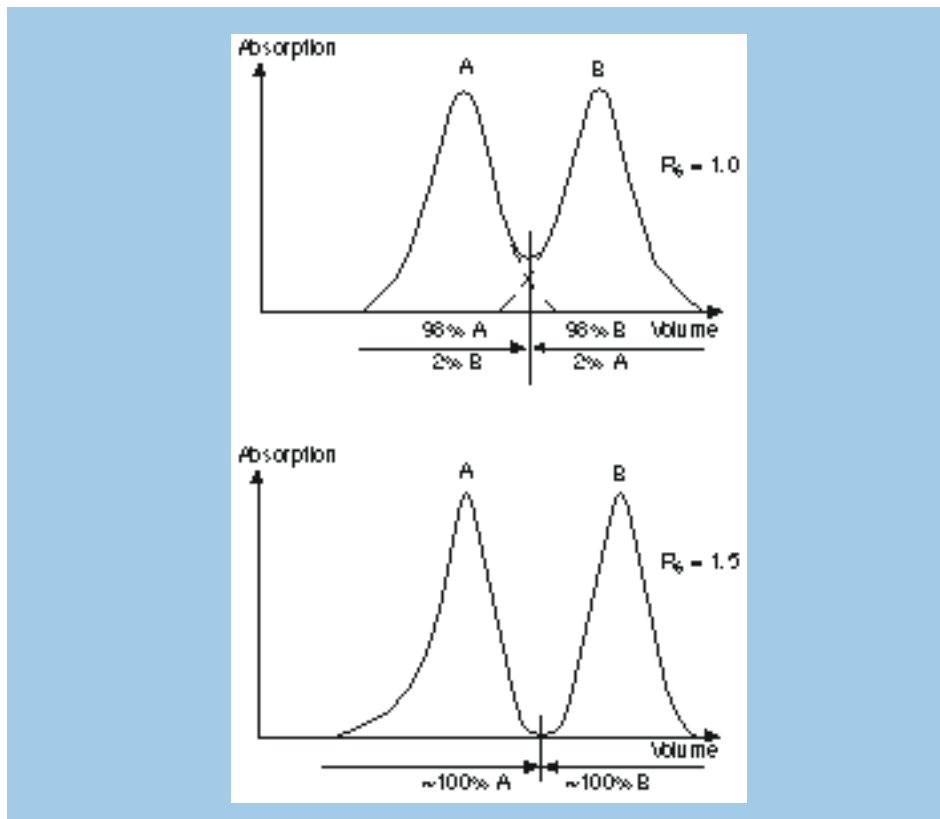 Absorption
A B
Rs = 1.0
98% A 98% B Volume
2% B 2% A
Absorption
A B
Rs = 1.5
Volume
~100% A ~100% B